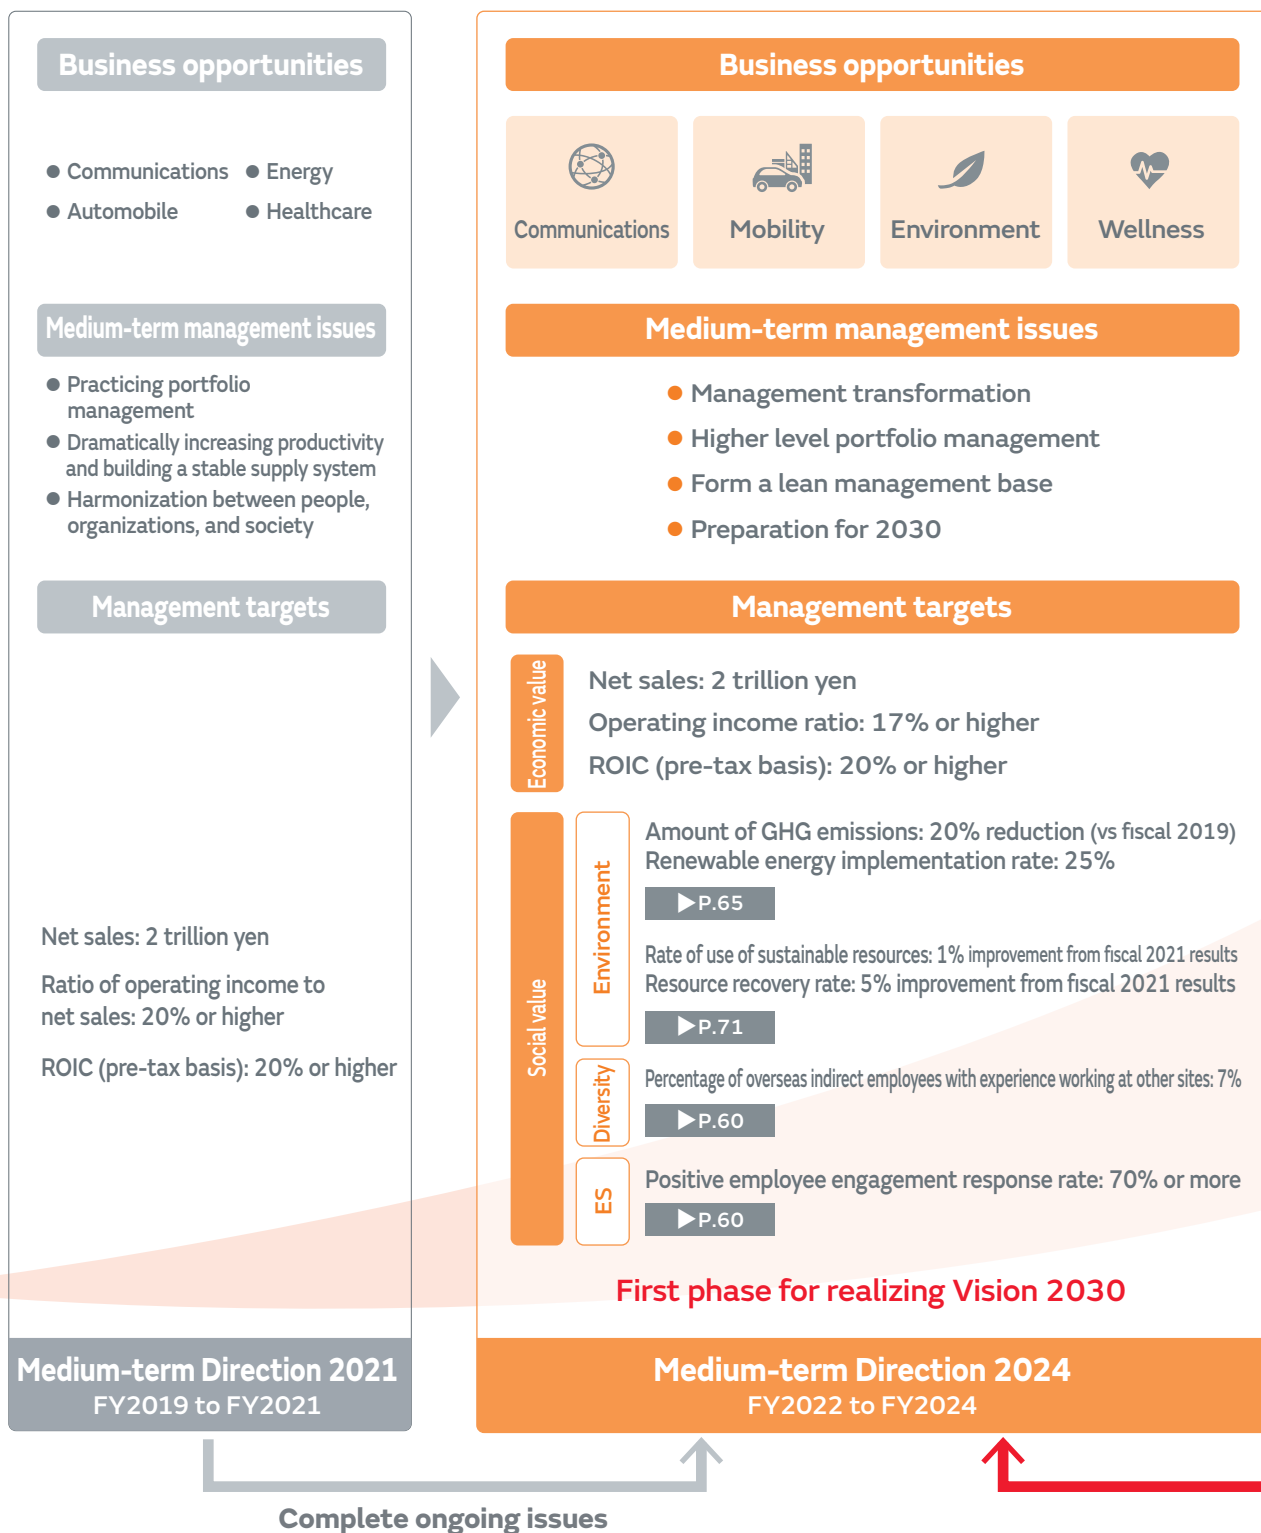 Business opportunities
● Communications ● Energy
● Automobile ● Healthcare
Medium-term management issues
● Practicing portfolio
management
● Dramatically increasing productivity
and building a stable supply system
● Harmonization between people,
organizations, and society
Management targets
Net sales: 2 trillion yen
Ratio of operating income to
net sales: 20% or higher
ROIC (pre-tax basis): 20% or higher
Medium-term Direction 2021
FY2019 to FY2021
Business opportunities
Communications
Mobility
Environment
Wellness
Medium-term management issues
● Management transformation
● Higher level portfolio management
● Form a lean management base
● Preparation for 2030
Management targets
Economic value
Net sales: 2 trillion yen
Operating income ratio: 17% or higher
ROIC (pre-tax basis): 20% or higher
Social value
Environment
Amount of GHG emissions: 20% reduction (vs fiscal 2019)
Renewable energy implementation rate: 25%
▶P.65
Rate of use of sustainable resources: 1% improvement from fiscal 2021 results
Resource recovery rate: 5% improvement from fiscal 2021 results
▶P.71
Diversity
Percentage of overseas indirect employees with experience working at other sites: 7%
▶P.60
ES
Positive employee engagement response rate: 70% or more
▶P.60
First phase for realizing Vision 2030
Medium-term Direction 2024
FY2022 to FY2024
Complete ongoing issues